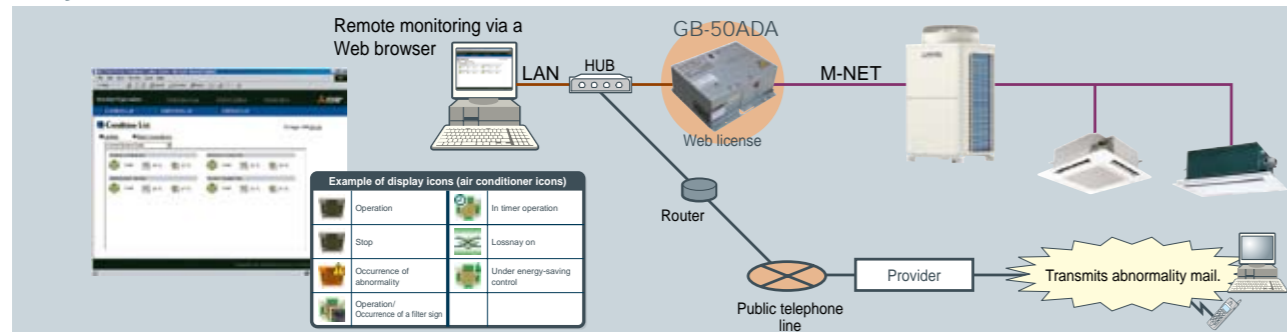 Remote monitoring via a
Web browser
LAN
HUB
GB-50ADA
Web license
M-NET
Condition List
Example of display icons (air conditioner icons)
Operation
In timer operation
Stop
Lossnay on
Occurrence of
abnormality
Under energy-saving
control
Operation/
Occurrence of a filter sign
Router
Public telephone
line
Provider
Transmits abnormality mail.